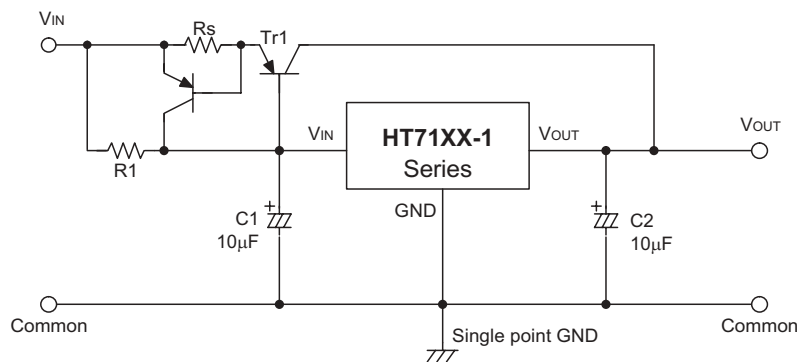 VIN
Rs
Tr1
R1
VIN
HT71XX-1
Series
VOUT
VOUT
GND
+
C1
10μF
+
C2
10μF
Common
Single point GND
Common